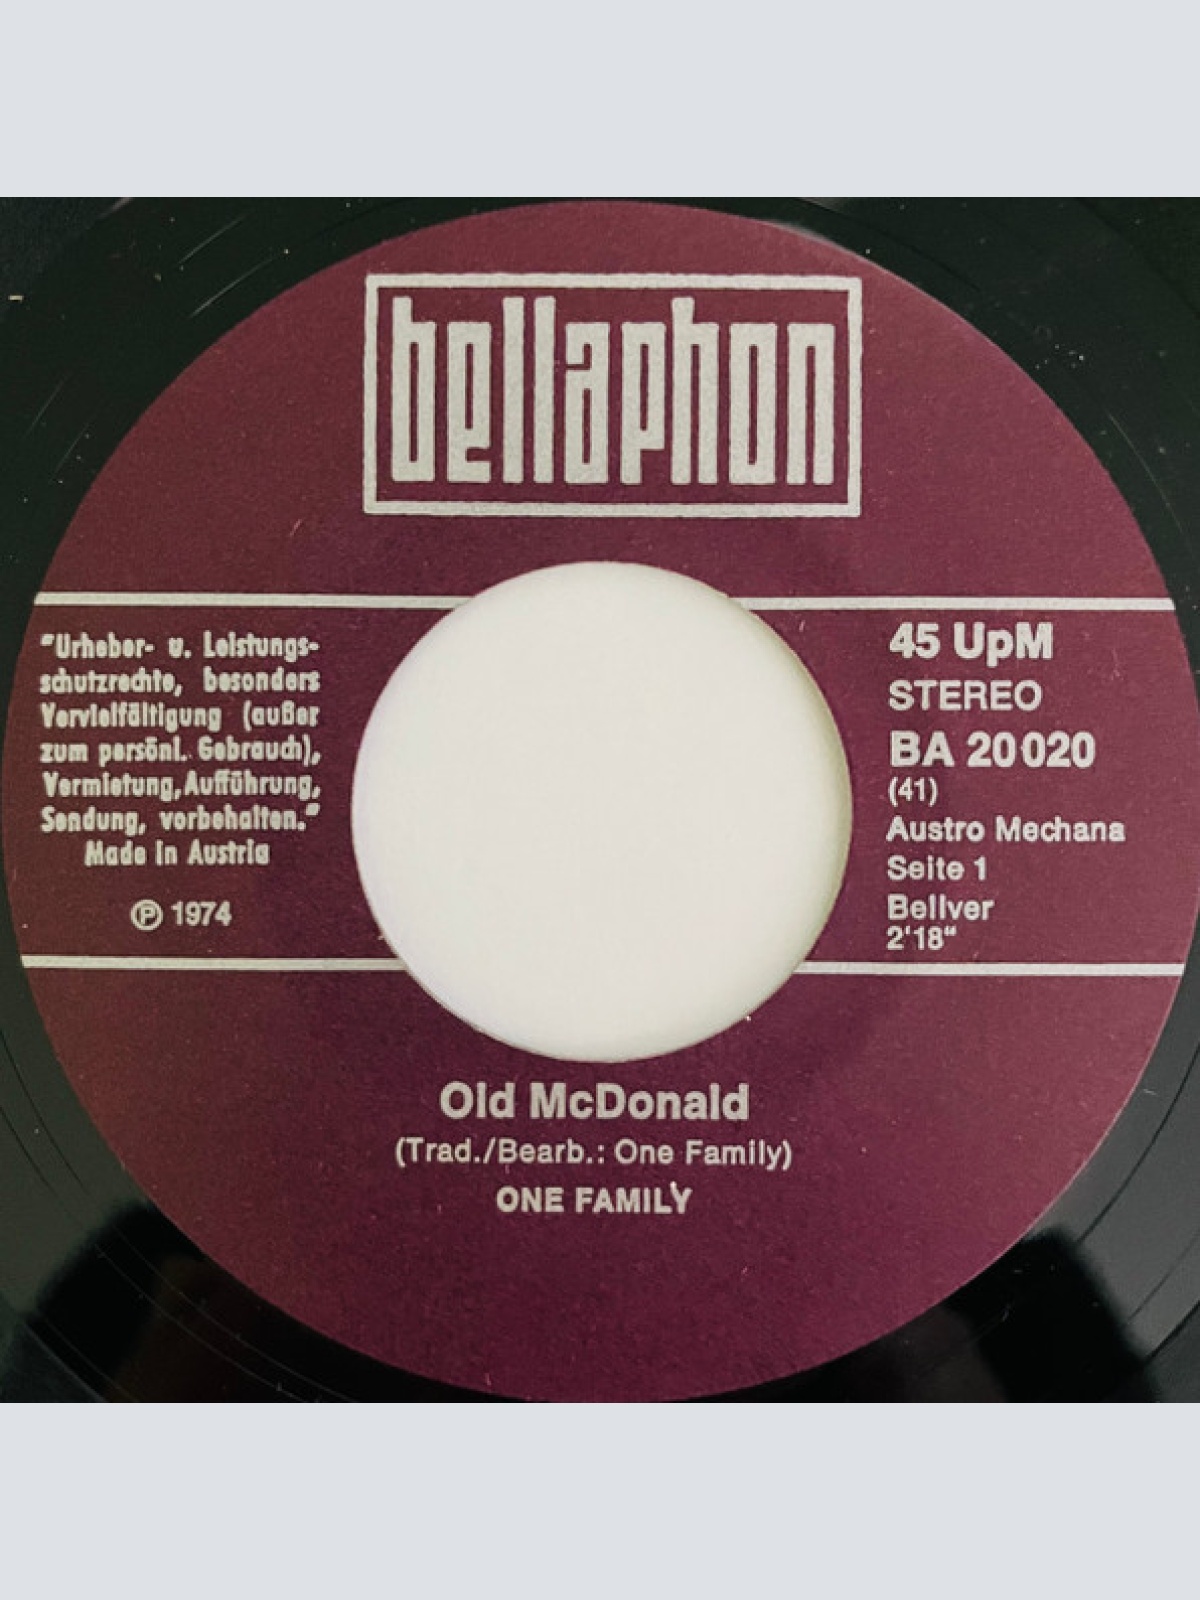 bellaphon
"Urheber- u. Leistungs-
schutzrechte, besonders
Vervielfältigung (außer
zum persönl. Gebrauch),
Vermietung, Aufführung,
Sendung, vorbehalten."
Made in Austria
Ⓟ 1974
45 UpM
STEREO
BA 20020
(41)
Austro Mechana
Seite 1
Bellver
2'18"
Old McDonald
(Trad./Bearb.: One Family)
ONE FAMILY